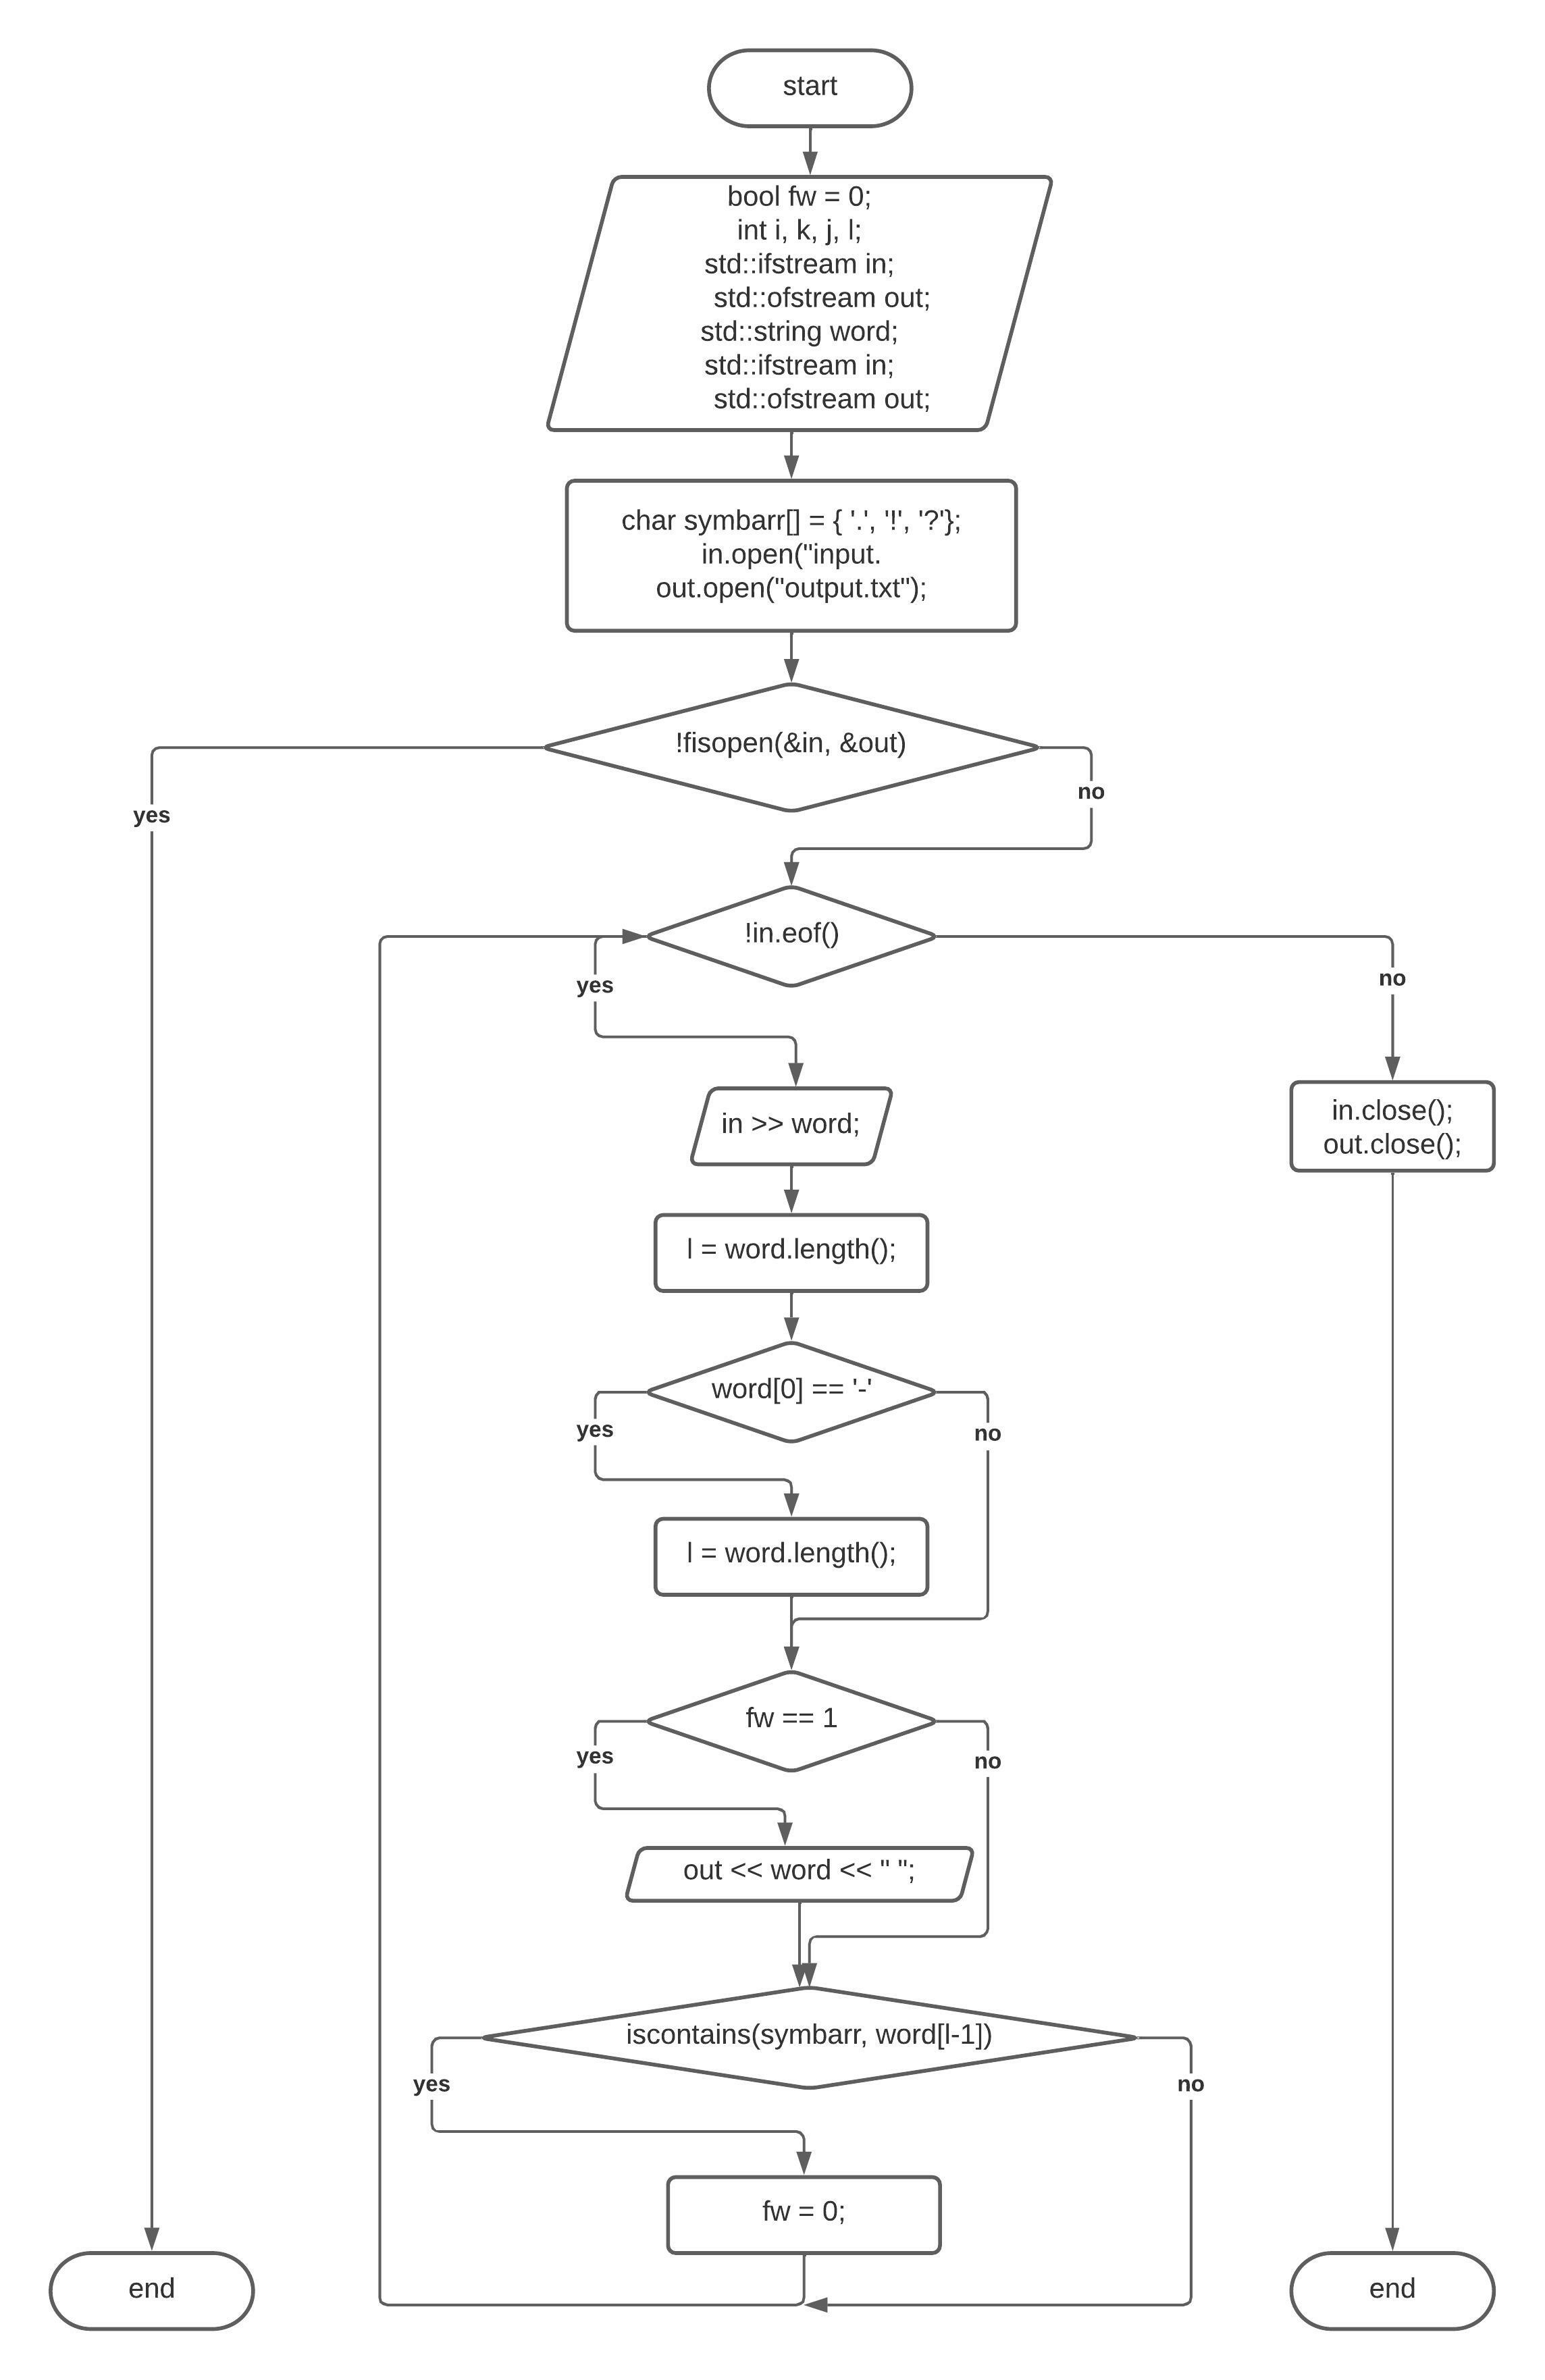 start
bool fw = 0;
int i, k, j, l;
std::ifstream in;
std::ofstream out;
std::string word;
std::ifstream in;
std::ofstream out;
char symbarr[] = { '.', '!', '?'};
in.open("input.
out.open("output.txt");
!fisopen(&in, &out)
yes
no
!in.eof()
yes
no
in >> word;
in.close();
out.close();
l = word.length();
word[0] == '-'
yes
no
l = word.length();
fw == 1
yes
no
out << word << " ";
iscontains(symbarr, word[l-1])
yes
no
fw = 0;
end
end